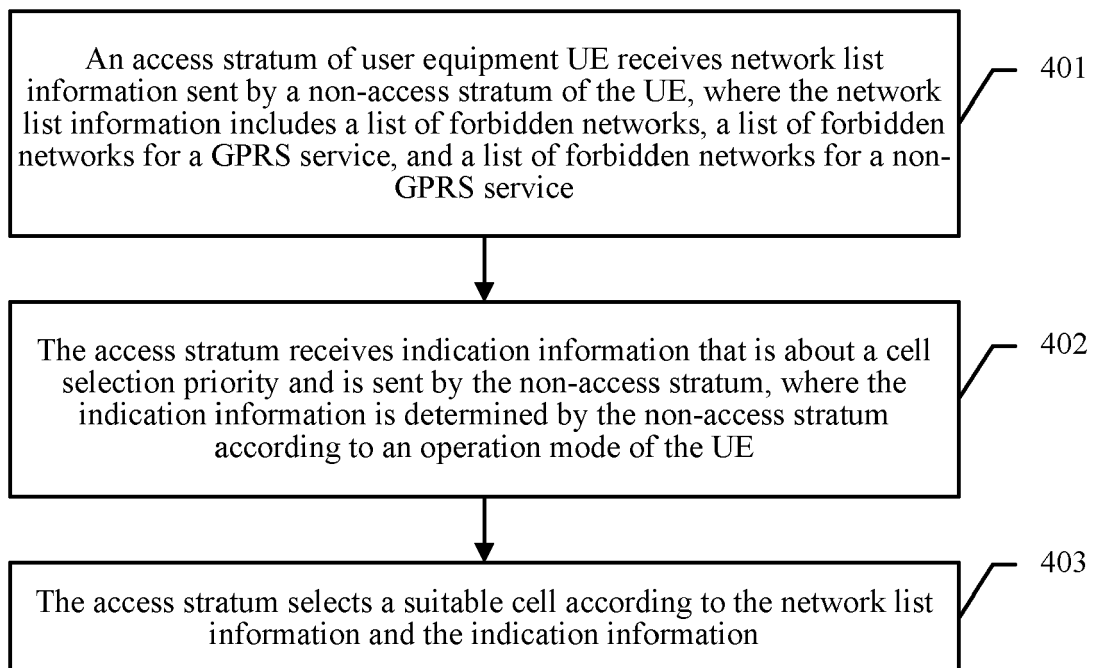 An access stratum of user equipment UE receives network list
information sent by a non-access stratum of the UE, where the network
list information includes a list of forbidden networks, a list of forbidden
networks for a GPRS service, and a list of forbidden networks for a non-
GPRS service
401
The access stratum receives indication information that is about a cell
selection priority and is sent by the non-access stratum, where the
indication information is determined by the non-access stratum
according to an operation mode of the UE
402
The access stratum selects a suitable cell according to the network list
information and the indication information
403